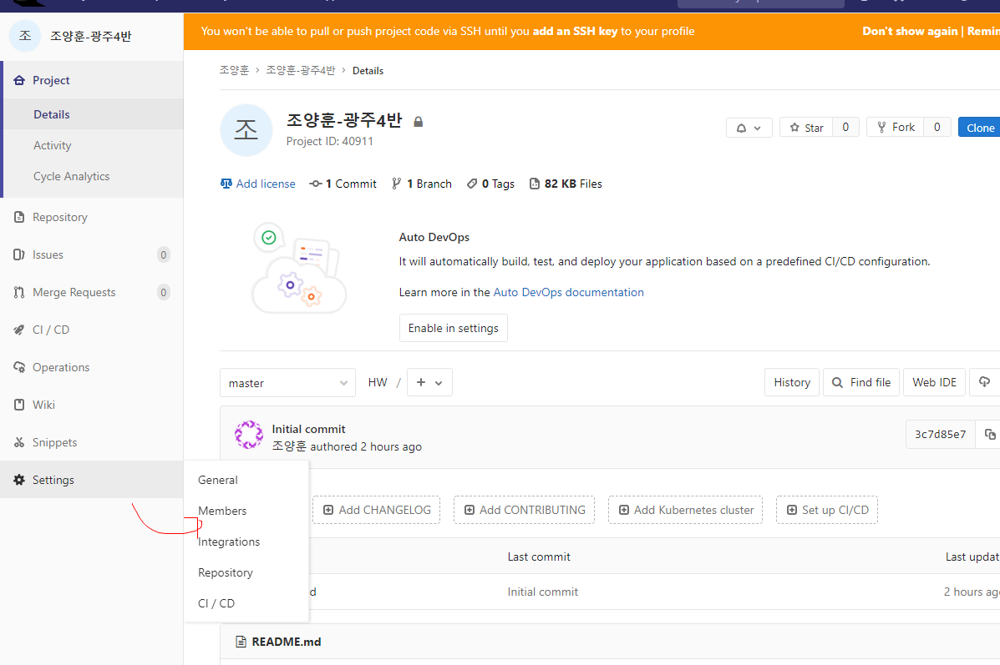 조 조양훈-광주4반
You won't be able to pull or push project code via SSH until you add an SSH key to your profile
Don't show again | Remin
조양훈 > 조양훈-광주4반 > Details
Project
Details
Activity
Cycle Analytics
Repository
Issues 0
Merge Requests 0
CI / CD
Operations
Wiki
Snippets
Settings
General
Members
Integrations
Repository
CI / CD
조
조양훈-광주4반
Project ID: 40911
Star 0
Fork 0
Clone
Add license 1 Commit 1 Branch 0 Tags 82 KB Files
Auto DevOps
It will automatically build, test, and deploy your application based on a predefined CI/CD configuration.
Learn more in the Auto DevOps documentation
Enable in settings
master HW / +
History Find file Web IDE
Initial commit
조양훈 authored 2 hours ago
3c7d85e7
Add CHANGELOG Add CONTRIBUTING Add Kubernetes cluster Set up CI/CD
Last commit Last updat
d Initial commit 2 hours ago
README.md